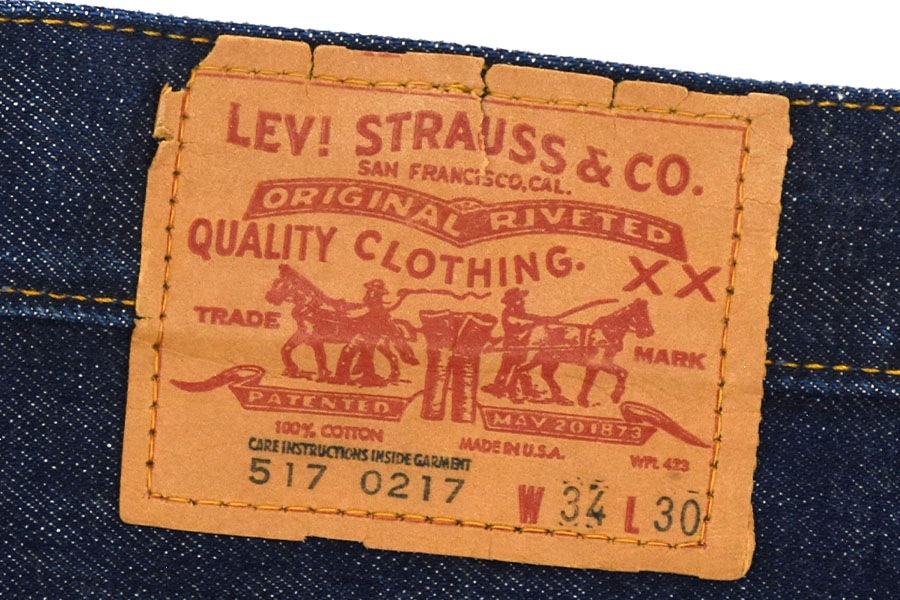 LEVI STRAUSS & CO.
SAN FRANCISCO, CAL.
ORIGINAL RIVETED
QUALITY CLOTHING.
XX
TRADE MARK
PATENTED MAY 20 1873
100% COTTON MADE IN U.S.A.
CARE INSTRUCTIONS INSIDE GARMENT
WPL 423
517 0217 W 34 L 30